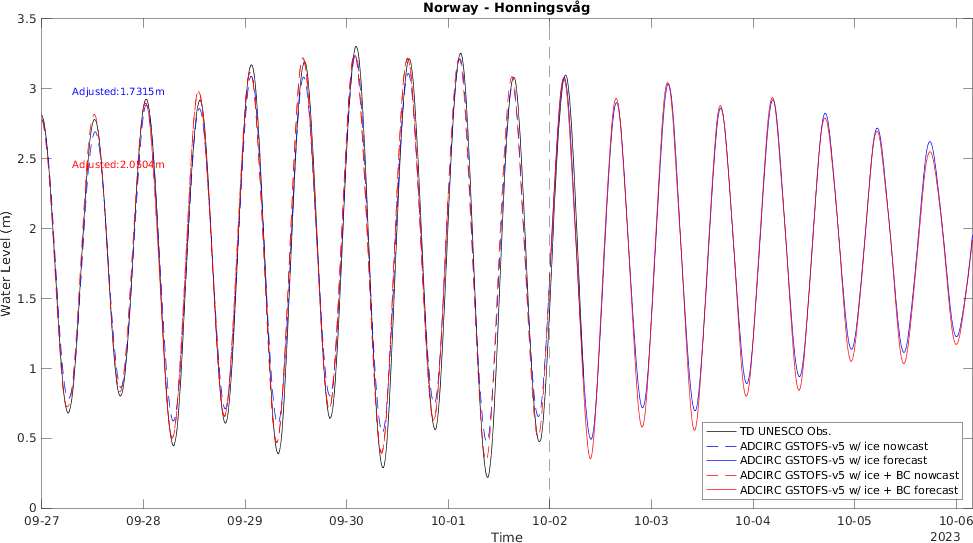 Norway - Honningsvåg
3.5
3
2.5
2
1.5
1
0.5
0
Water Level (m)
Adjusted:1.7315m
Adjusted:2.0504m
TD UNESCO Obs.
ADCIRC GSTOFS-v5 w/ ice nowcast
ADCIRC GSTOFS-v5 w/ ice forecast
ADCIRC GSTOFS-v5 w/ ice + BC nowcast
ADCIRC GSTOFS-v5 w/ ice + BC forecast
09-27 09-28 09-29 09-30 10-01 10-02 10-03 10-04 10-05 10-06
2023
Time